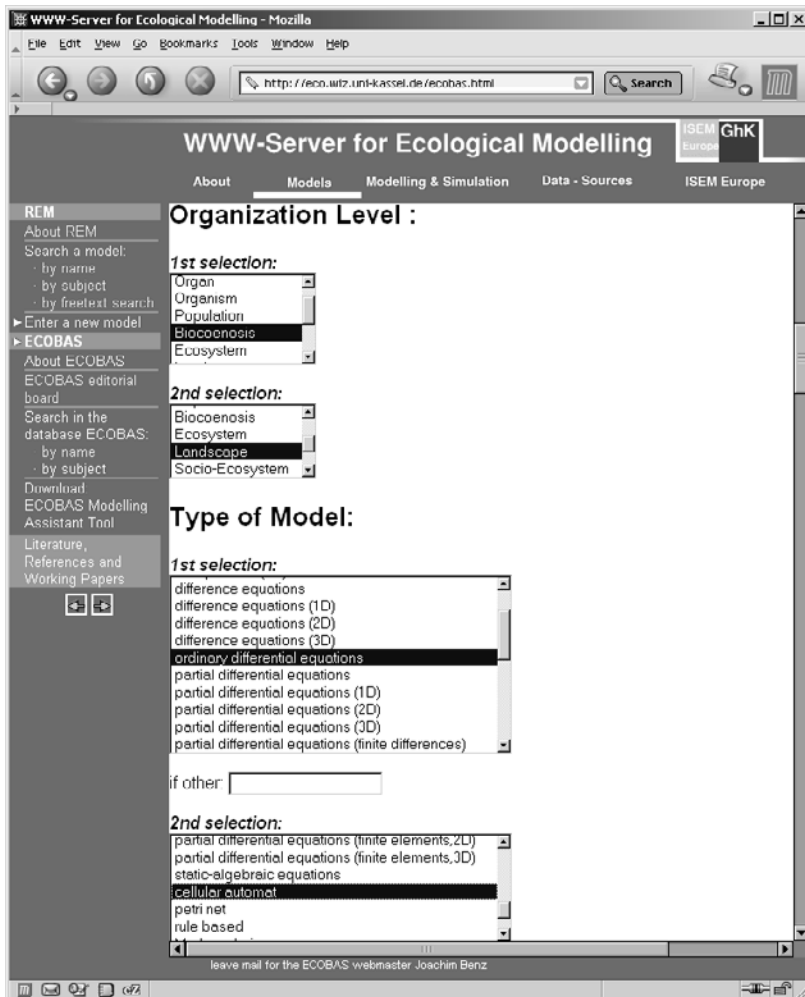 WWW-Server for Ecological Modelling - Mozilla
File Edit View Go Bookmarks Tools Window Help
http://eco.wiz.uni-kassel.de/ecobas.html
Search
WWW-Server for Ecological Modelling
ISEM
Europe
GhK
About Models Modelling & Simulation Data - Sources ISEM Europe
REM
About REM
Search a model:
· by name
· by subject
· by freetext search
Enter a new model
ECOBAS
About ECOBAS
ECOBAS editorial
board
Search in the
database ECOBAS:
by name
· by subject
Download
ECOBAS Modelling
Assistant Tool
Literature,
References and
Working Papers
Organization Level :
1st selection:
Organ
Organism
Population
Biocoenosis
Ecosystem
2nd selection:
Biocoenosis
Ecosystem
Landscape
Socio-Ecosystem
Type of Model:
1st selection:
difference equations
difference equations (1D)
difference equations (2D)
difference equations (3D)
ordinary differential equations
partial differential equations
partial differential equations (1D)
partial differential equations (2D)
partial differential equations (3D)
partial differential equations (finite differences)
if other:
2nd selection:
partial differential equations (finite elements,2D)
partial differential equations (finite elements,3D)
static-algebraic equations
cellular automat
petri net
rule based
leave mail for the ECOBAS webmaster Joachim Benz